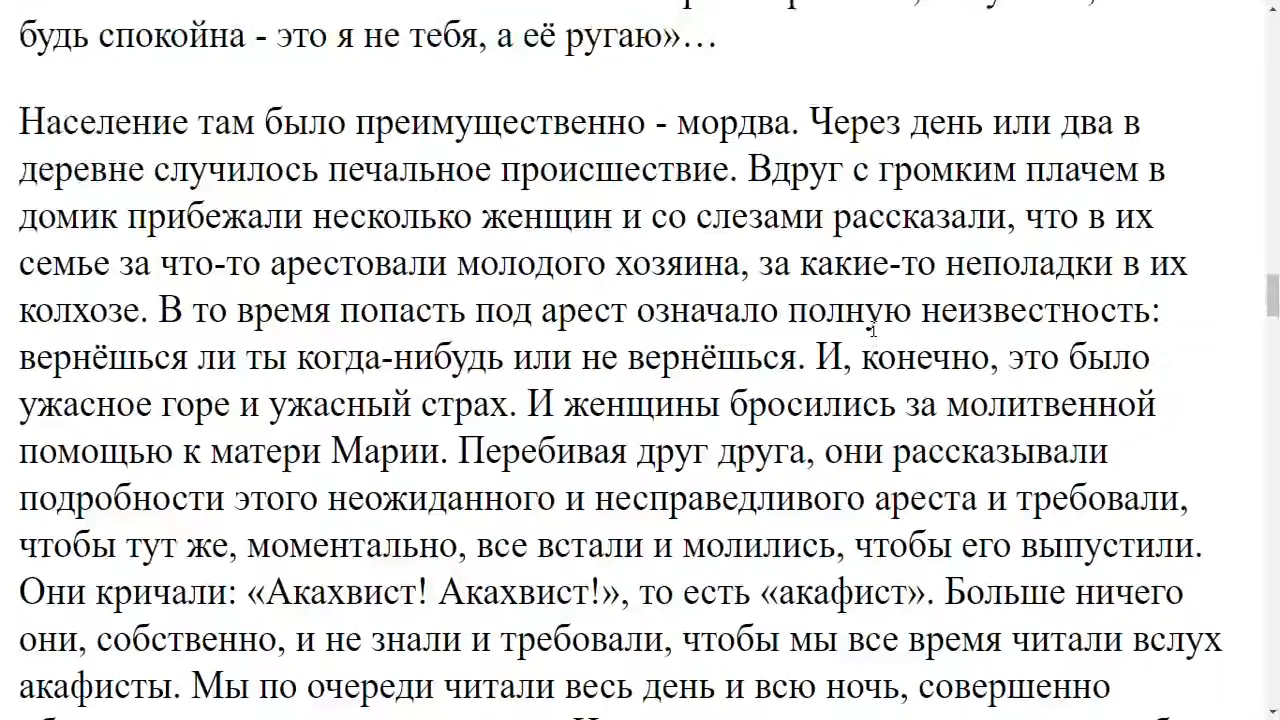 будь спокойна - это я не тебя, а её ругаю»…
Население там было преимущественно - мордва. Через день или два в
деревне случилось печальное происшествие. Вдруг с громким плачем в
домик прибежали несколько женщин и со слезами рассказали, что в их
семье за что-то арестовали молодого хозяина, за какие-то неполадки в их
колхозе. В то время попасть под арест означало полную неизвестность:
вернёшься ли ты когда-нибудь или не вернёшься. И, конечно, это было
ужасное горе и ужасный страх. И женщины бросились за молитвенной
помощью к матери Марии. Перебивая друг друга, они рассказывали
подробности этого неожиданного и несправедливого ареста и требовали,
чтобы тут же, моментально, все встали и молились, чтобы его выпустили.
Они кричали: «Акахвист! Акахвист!», то есть «акафист». Больше ничего
они, собственно, и не знали и требовали, чтобы мы все время читали вслух
акафисты. Мы по очереди читали весь день и всю ночь, совершенно